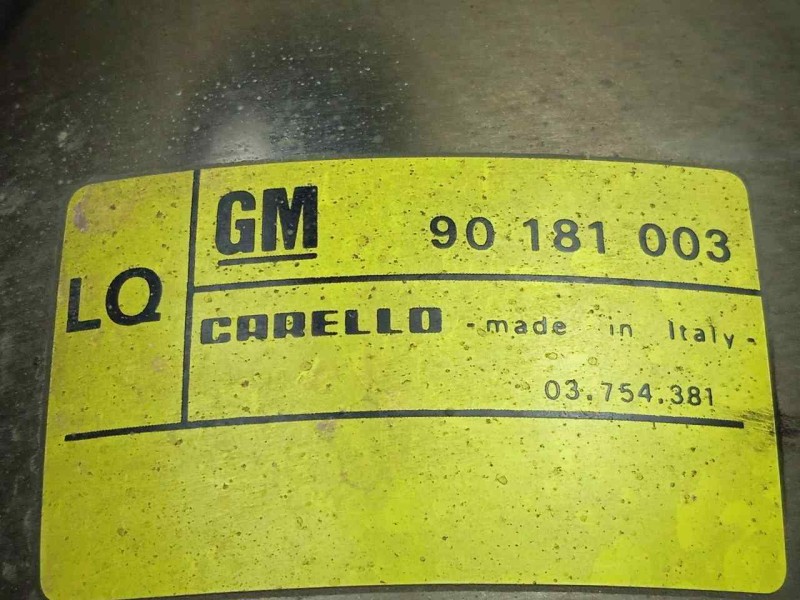 LQ
GM 90 181 003
CARELLO - made in Italy -
03.754.381